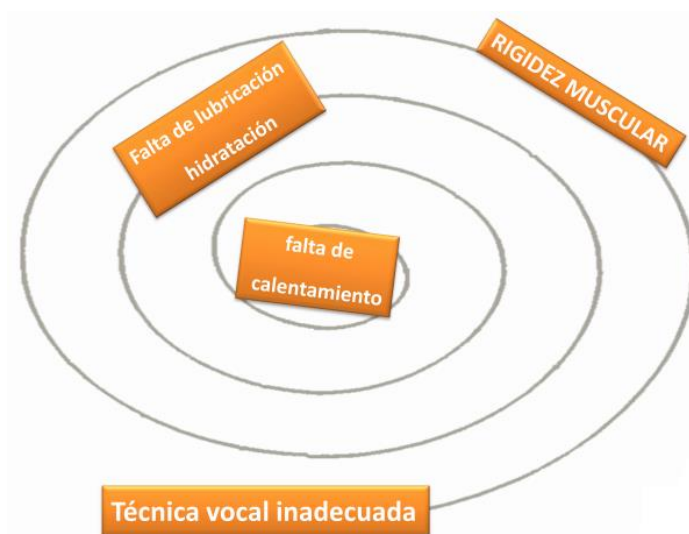 RIGIDEZ MUSCULAR
Falta de lubricación
hidratación
falta de
calentamiento
Técnica vocal inadecuada